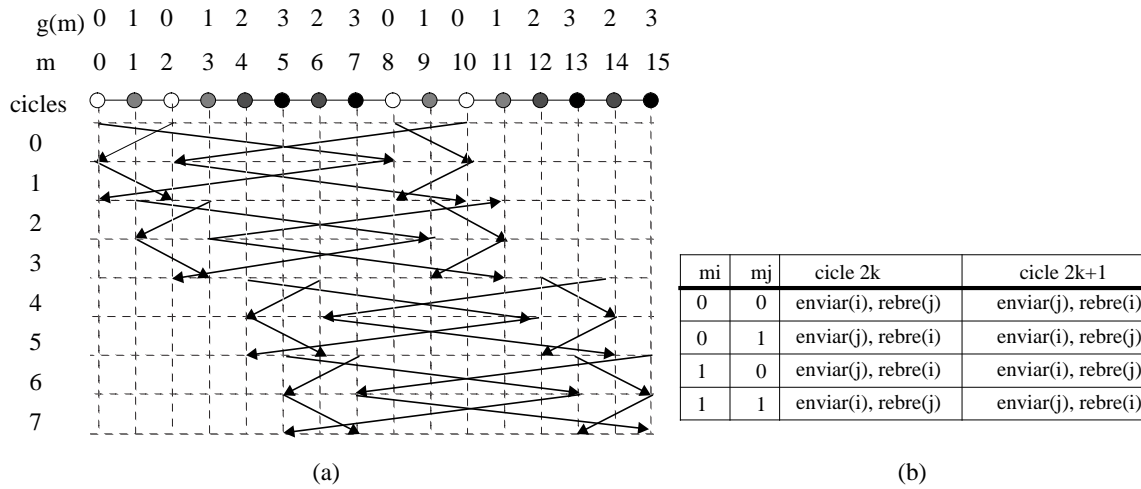 g(m) 0 1 0 1 2 3 2 3 0 1 0 1 2 3 2 3
m 0 1 2 3 4 5 6 7 8 9 10 11 12 13 14 15
cicles
0
1
2
3
4
5
6
7
mi mj cicle 2k cicle 2k+1
0 0 enviar(i), rebre(j) enviar(j), rebre(i)
0 1 enviar(j), rebre(i) enviar(i), rebre(j)
1 0 enviar(j), rebre(i) enviar(i), rebre(j)
1 1 enviar(i), rebre(j) enviar(j), rebre(i)
(a) (b)